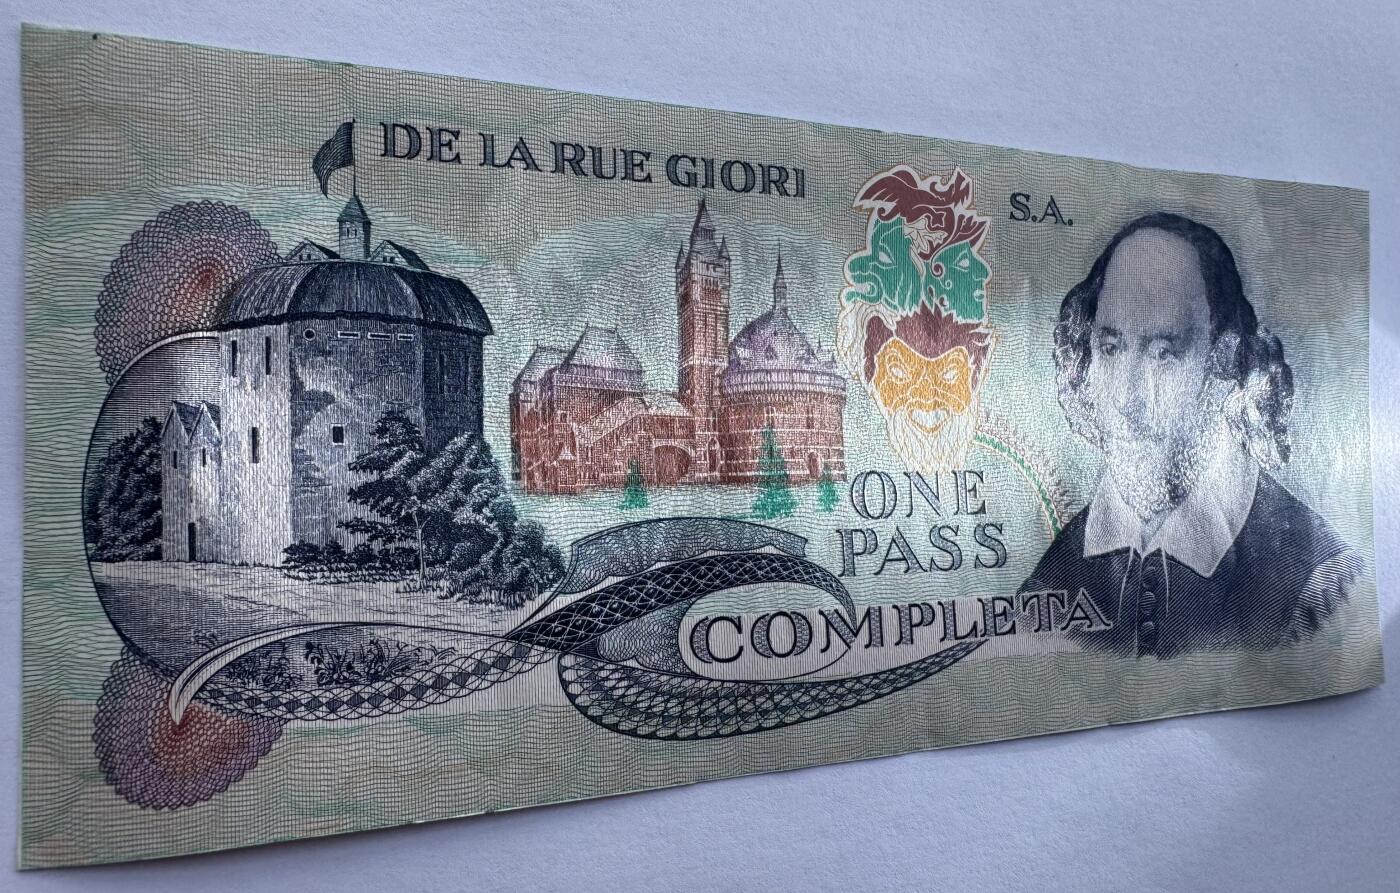 DE LA RUE GIORI S.A.
ONE
PASS
COMPLETA